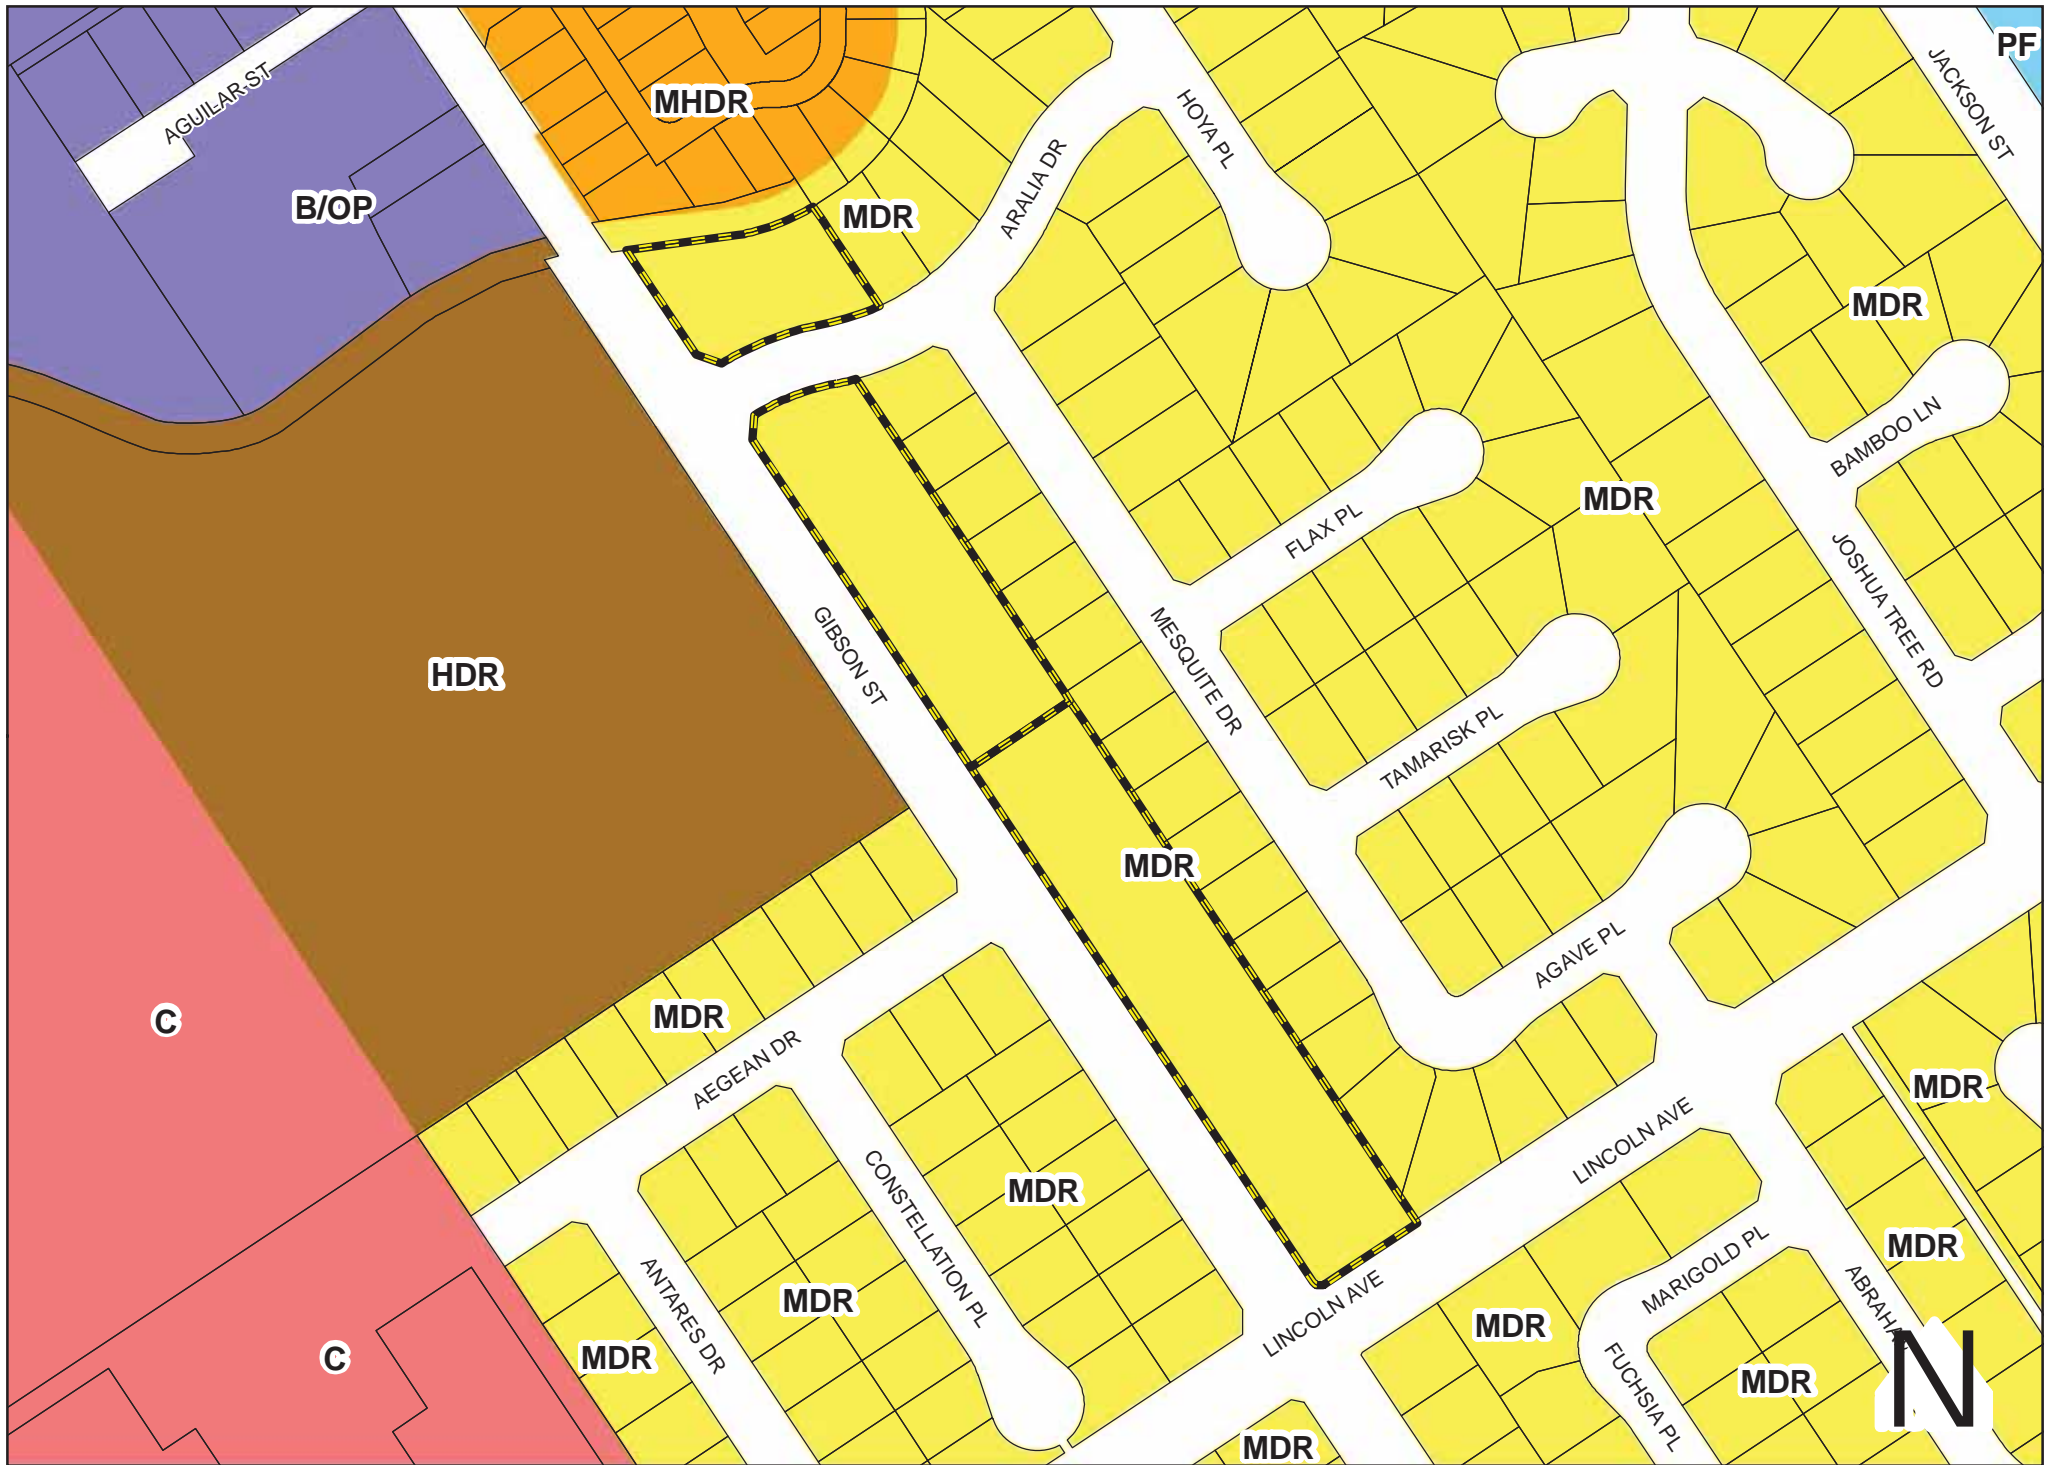 PF
JACKSON ST
AGUILAR ST
MHDR
HOYA PL
ARALIA DR
B/OP
MDR
MDR
BAMBOO LN
MDR
FLAX PL
JOSHUA TREE RD
GIBSON ST
MESQUITE DR
HDR
TAMARISK PL
MDR
AGAVE PL
C
MDR
AEGEAN DR
MDR
LINCOLN AVE
CONSTELLATION PL
MDR
MDR
MARIGOLD PL
ANTARES DR
MDR
LINCOLN AVE
MDR
ABRAHA
C
MDR
FUCHSIA PL
MDR
N
MDR